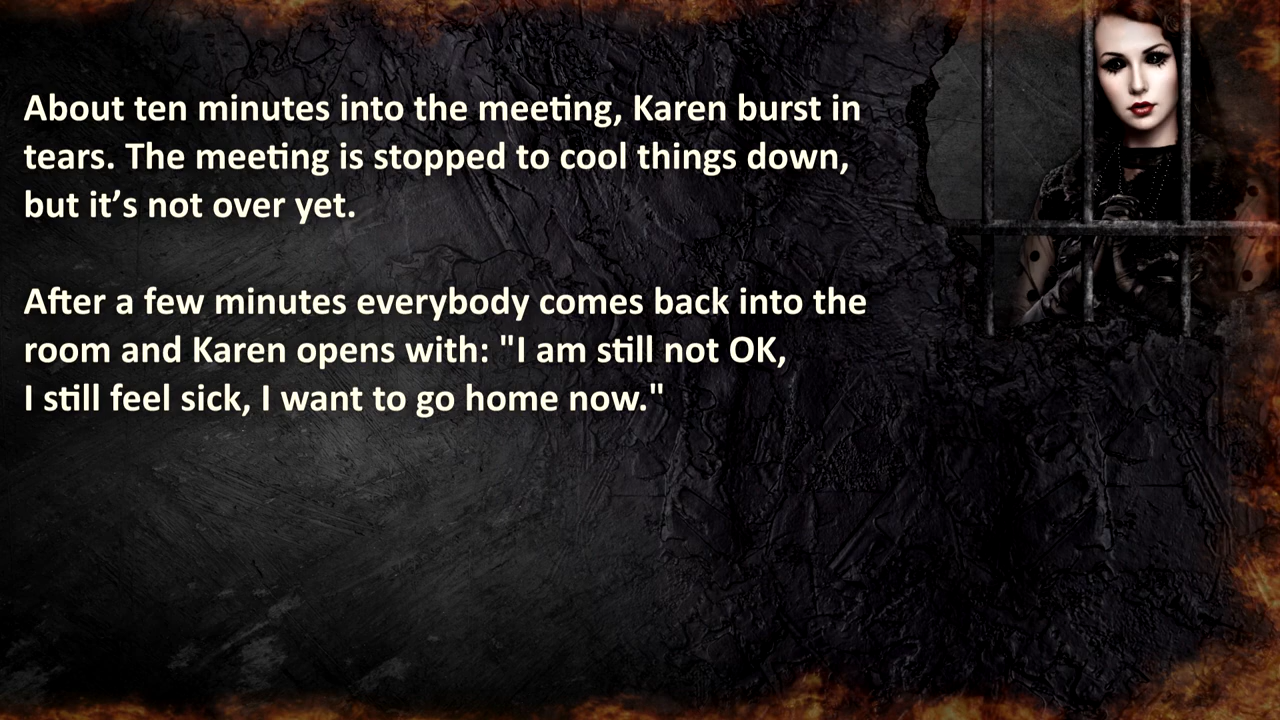 About ten minutes into the meeting, Karen burst in
tears. The meeting is stopped to cool things down,
but it’s not over yet.
After a few minutes everybody comes back into the
room and Karen opens with: "I am still not OK,
I still feel sick, I want to go home now."